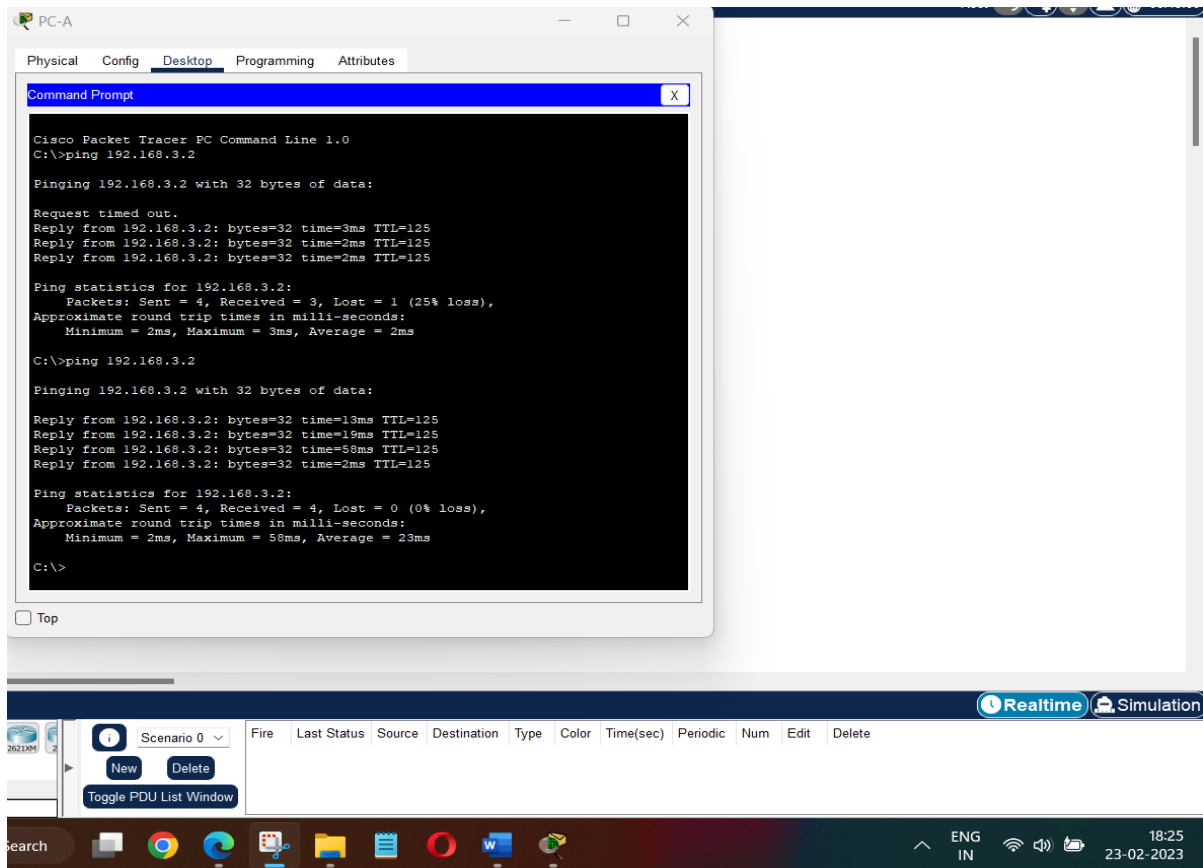 PC-A
Physical Config Desktop Programming Attributes
Command Prompt
X
Cisco Packet Tracer PC Command Line 1.0
C:\>ping 192.168.3.2
Pinging 192.168.3.2 with 32 bytes of data:
Request timed out.
Reply from 192.168.3.2: bytes=32 time=3ms TTL=125
Reply from 192.168.3.2: bytes=32 time=2ms TTL=125
Reply from 192.168.3.2: bytes=32 time=2ms TTL=125
Ping statistics for 192.168.3.2:
Packets: Sent = 4, Received = 3, Lost = 1 (25% loss),
Approximate round trip times in milli-seconds:
Minimum = 2ms, Maximum = 3ms, Average = 2ms
C:\>ping 192.168.3.2
Pinging 192.168.3.2 with 32 bytes of data:
Reply from 192.168.3.2: bytes=32 time=13ms TTL=125
Reply from 192.168.3.2: bytes=32 time=19ms TTL=125
Reply from 192.168.3.2: bytes=32 time=58ms TTL=125
Reply from 192.168.3.2: bytes=32 time=2ms TTL=125
Ping statistics for 192.168.3.2:
Packets: Sent = 4, Received = 4, Lost = 0 (0% loss),
Approximate round trip times in milli-seconds:
Minimum = 2ms, Maximum = 58ms, Average = 23ms
C:\>
Top
Realtime Simulation
2621XM
Scenario 0
Fire Last Status Source Destination Type Color Time(sec) Periodic Num Edit Delete
New Delete
Toggle PDU List Window
Search
ENG
IN
18:25
23-02-2023